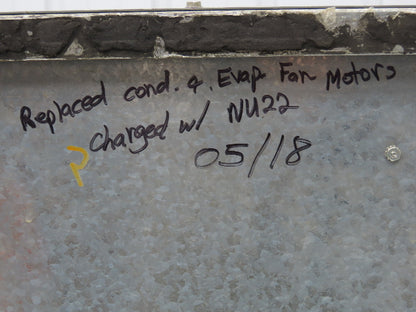 Replaced cond. & Evap. Fan Motors
Charged w/ NU22
05/18
P